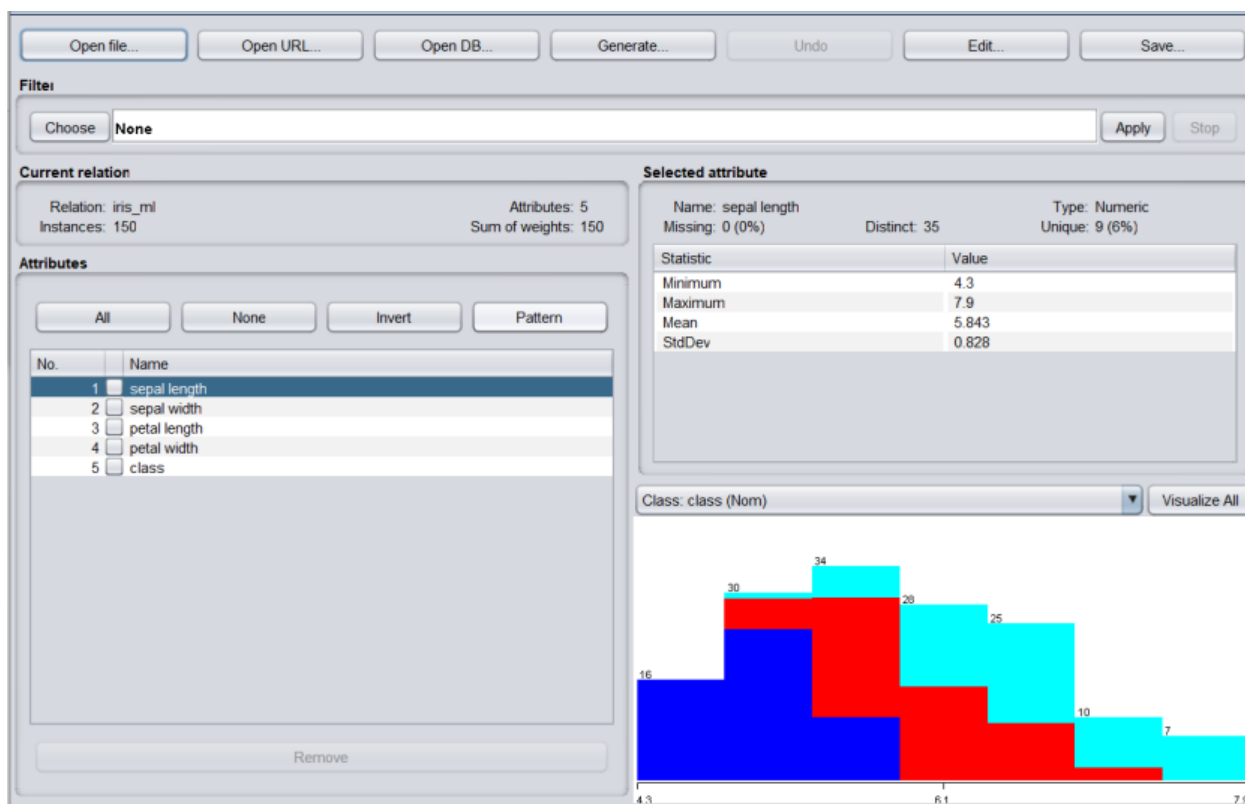 Open file... Open URL... Open DB... Generate... Undo Edit... Save...
Filter
Choose None Apply Stop
Current relation
Relation: iris_ml Attributes: 5
Instances: 150 Sum of weights: 150
Attributes
All None Invert Pattern
No. Name
1 sepal length
2 sepal width
3 petal length
4 petal width
5 class
Remove
Selected attribute
Name: sepal length Type: Numeric
Missing: 0 (0%) Distinct: 35 Unique: 9 (6%)
Statistic Value
Minimum 4.3
Maximum 7.9
Mean 5.843
StdDev 0.828
Class: class (Nom) Visualize All
16 30 34 28 25 10 7
4.3 6.1